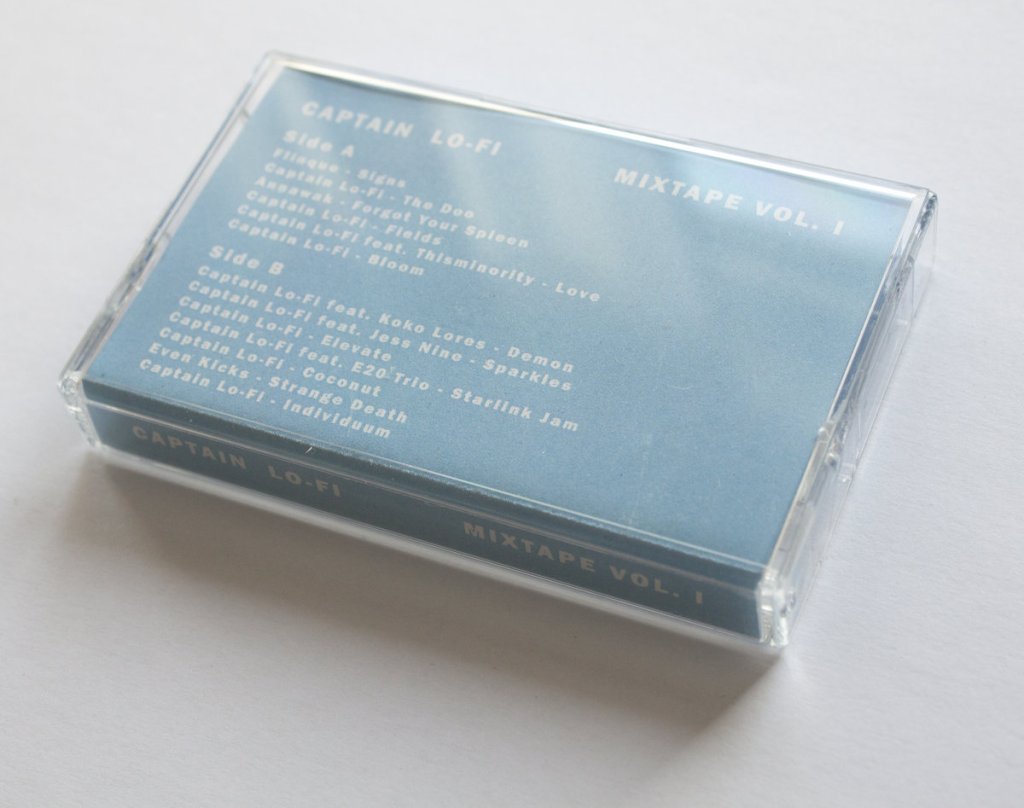 CAPTAIN LO-FI
MIXTAPE VOL. I
Side A
Flinque - Signs
Captain Lo-Fi - The Doo
Anuawak - Forgot Your Spleen
Captain Lo-Fi - Fields
Captain Lo-Fi feat. Thisminority - Love
Captain Lo-Fi - Bloom
Side B
Captain Lo-Fi feat. Koko Lores - Demon
Captain Lo-Fi feat. Jess Nine - Sparkles
Captain Lo-Fi - Elevate
Captain Lo-Fi feat. E20 Trio - Starlink Jam
Captain Lo-Fi - Coconut
Even Kicks - Strange Death
Captain Lo-Fi - Individuum
CAPTAIN LO-FI
MIXTAPE VOL. I